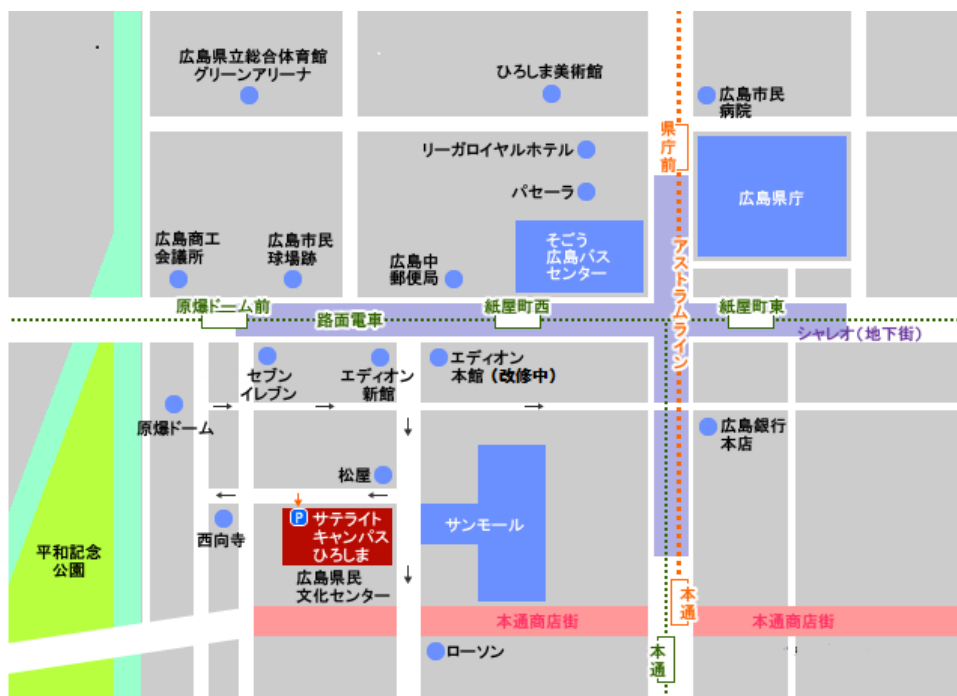 広島県立総合体育館
グリーンアリーナ
ひろしま美術館
広島市民
病院
県庁前
リーガロイヤルホテル
パセーラ
広島県庁
広島商工
会議所
広島市民
球場跡
広島中
郵便局
そごう
広島バス
センター
アストラムライン
原爆ドーム前
路面電車
紙屋町西
紙屋町東
シャレオ(地下街)
セブン
イレブン
エディオン
新館
エディオン
本館(改修中)
原爆ドーム
広島銀行
本店
松屋
西向寺
P
サテライト
キャンパス
ひろしま
サンモール
平和記念
公園
広島県民
文化センター
本通
本通商店街
本通商店街
ローソン
本通